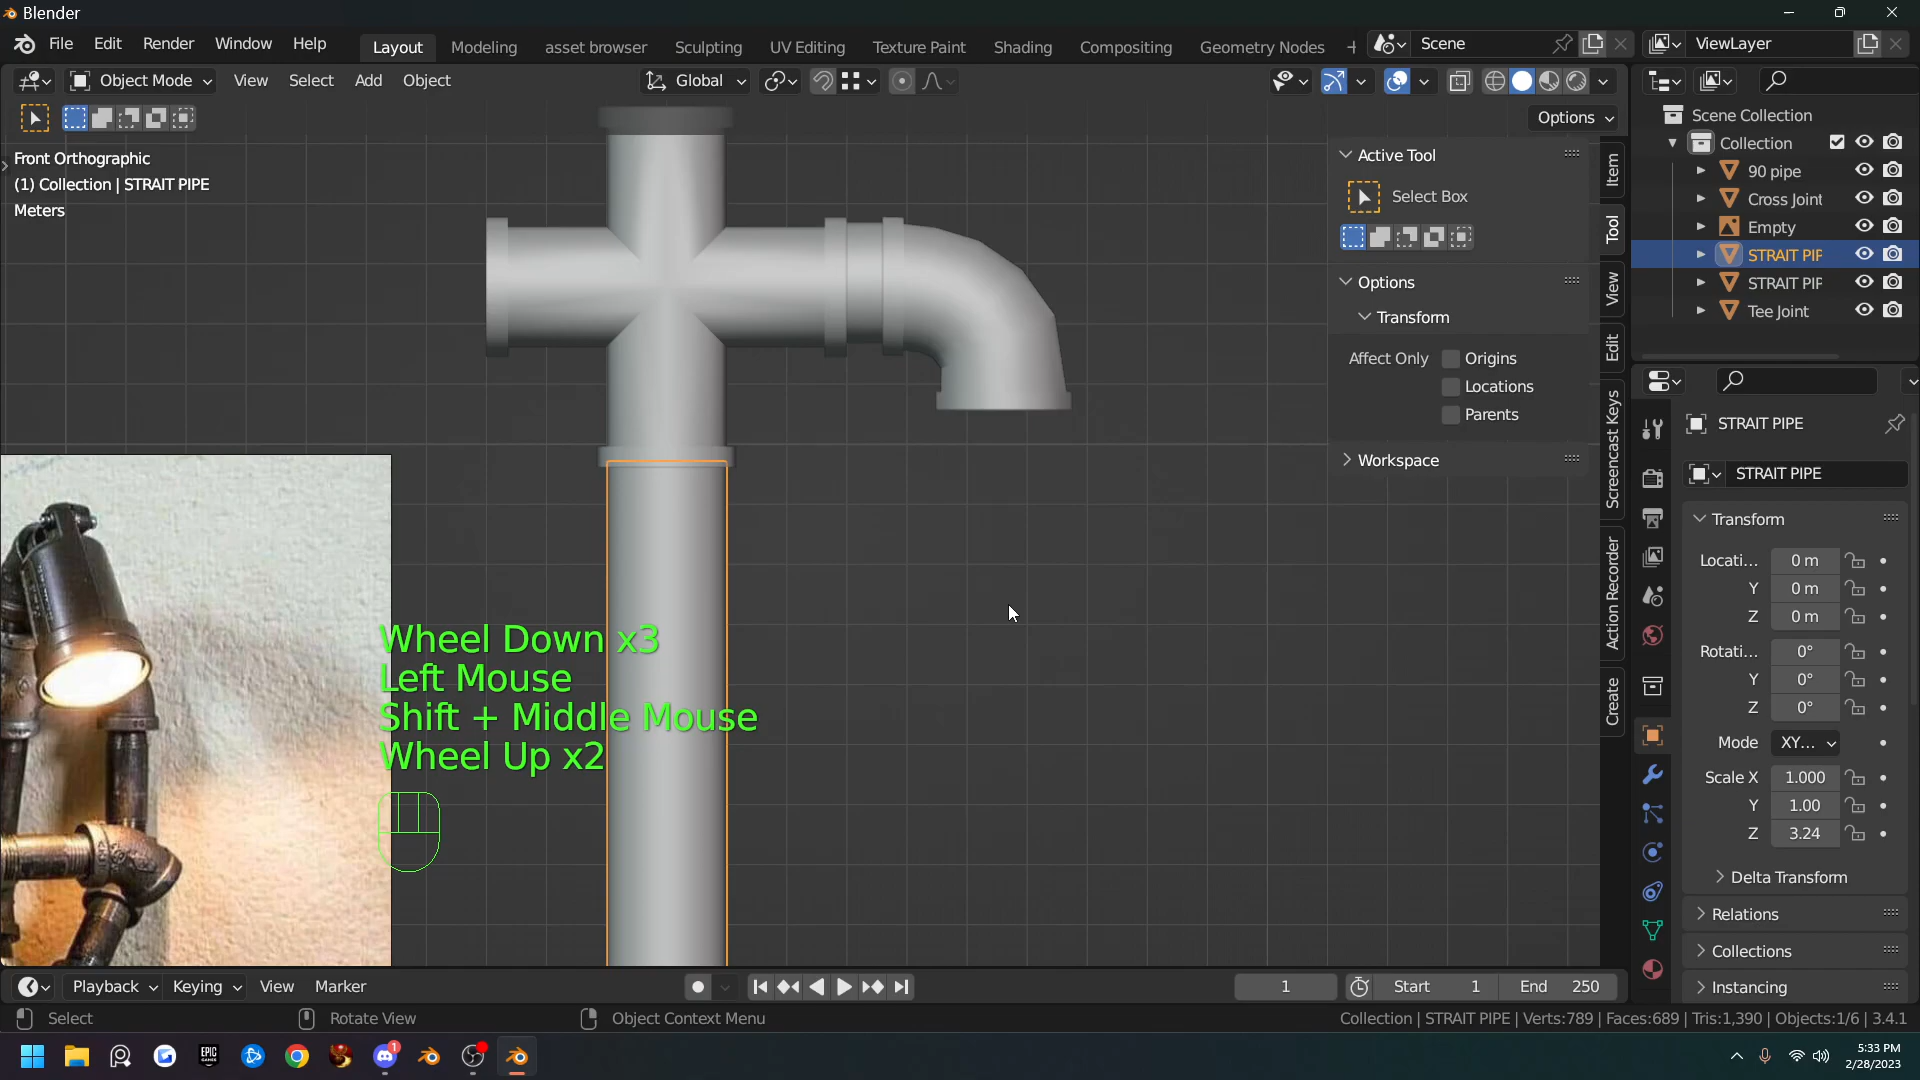 Blender
File Edit Render Window Help Layout Modeling asset browser Sculpting UV Editing Texture Paint Shading Compositing Geometry Nodes Scene ViewLayer
Object Mode View Select Add Object Global
Options
Front Orthographic
(1) Collection | STRAIT PIPE
Meters
Active Tool
Select Box
Options
Transform
Affect Only Origins
Locations
Parents
Workspace
Item
Tool
View
Edit
Screencast Keys
Action Recorder
Create
Wheel Down x3
Left Mouse
Shift + Middle Mouse
Wheel Up x2
Scene Collection
Collection
90 pipe
Cross Joint
Empty
STRAIT PIP
STRAIT PIP
Tee Joint
STRAIT PIPE
STRAIT PIPE
Transform
Locati... 0 m
Y 0 m
Z 0 m
Rotati... 0°
Y 0°
Z 0°
Mode XY...
Scale X 1.000
Y 1.00
Z 3.24
Delta Transform
Relations
Collections
Instancing
Playback Keying View Marker 1 Start 1 End 250
Select Rotate View Object Context Menu Collection | STRAIT PIPE | Verts:789 | Faces:689 | Tris:1,390 | Objects:1/6 | 3.4.1
EPIC
GAMES
1
5:33 PM
2/28/2023